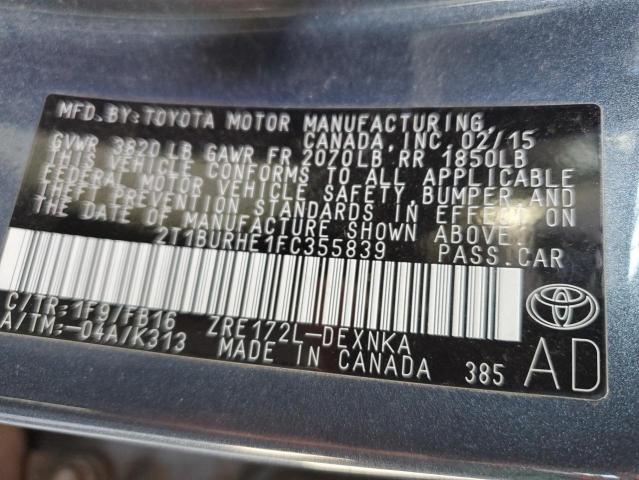 MFD. BY: TOYOTA MOTOR MANUFACTURING,
CANADA, INC. 02/15
GVWR 3820 LB GAWR FR 2070LB. RR 1850LB
THIS VEHICLE CONFORMS TO ALL APPLICABLE
FEDERAL MOTOR VEHICLE SAFETY, BUMPER, AND
THEFT PREVENTION STANDARDS IN EFFECT ON
THE DATE OF MANUFACTURE SHOWN ABOVE.
2T1BURHE1FC355839 PASS.CAR
C/TR: 1F9/FB16 ZRE172L-DEXNKA
A/TM: -04A/K313 MADE IN CANADA 385
TOYOTA
AD